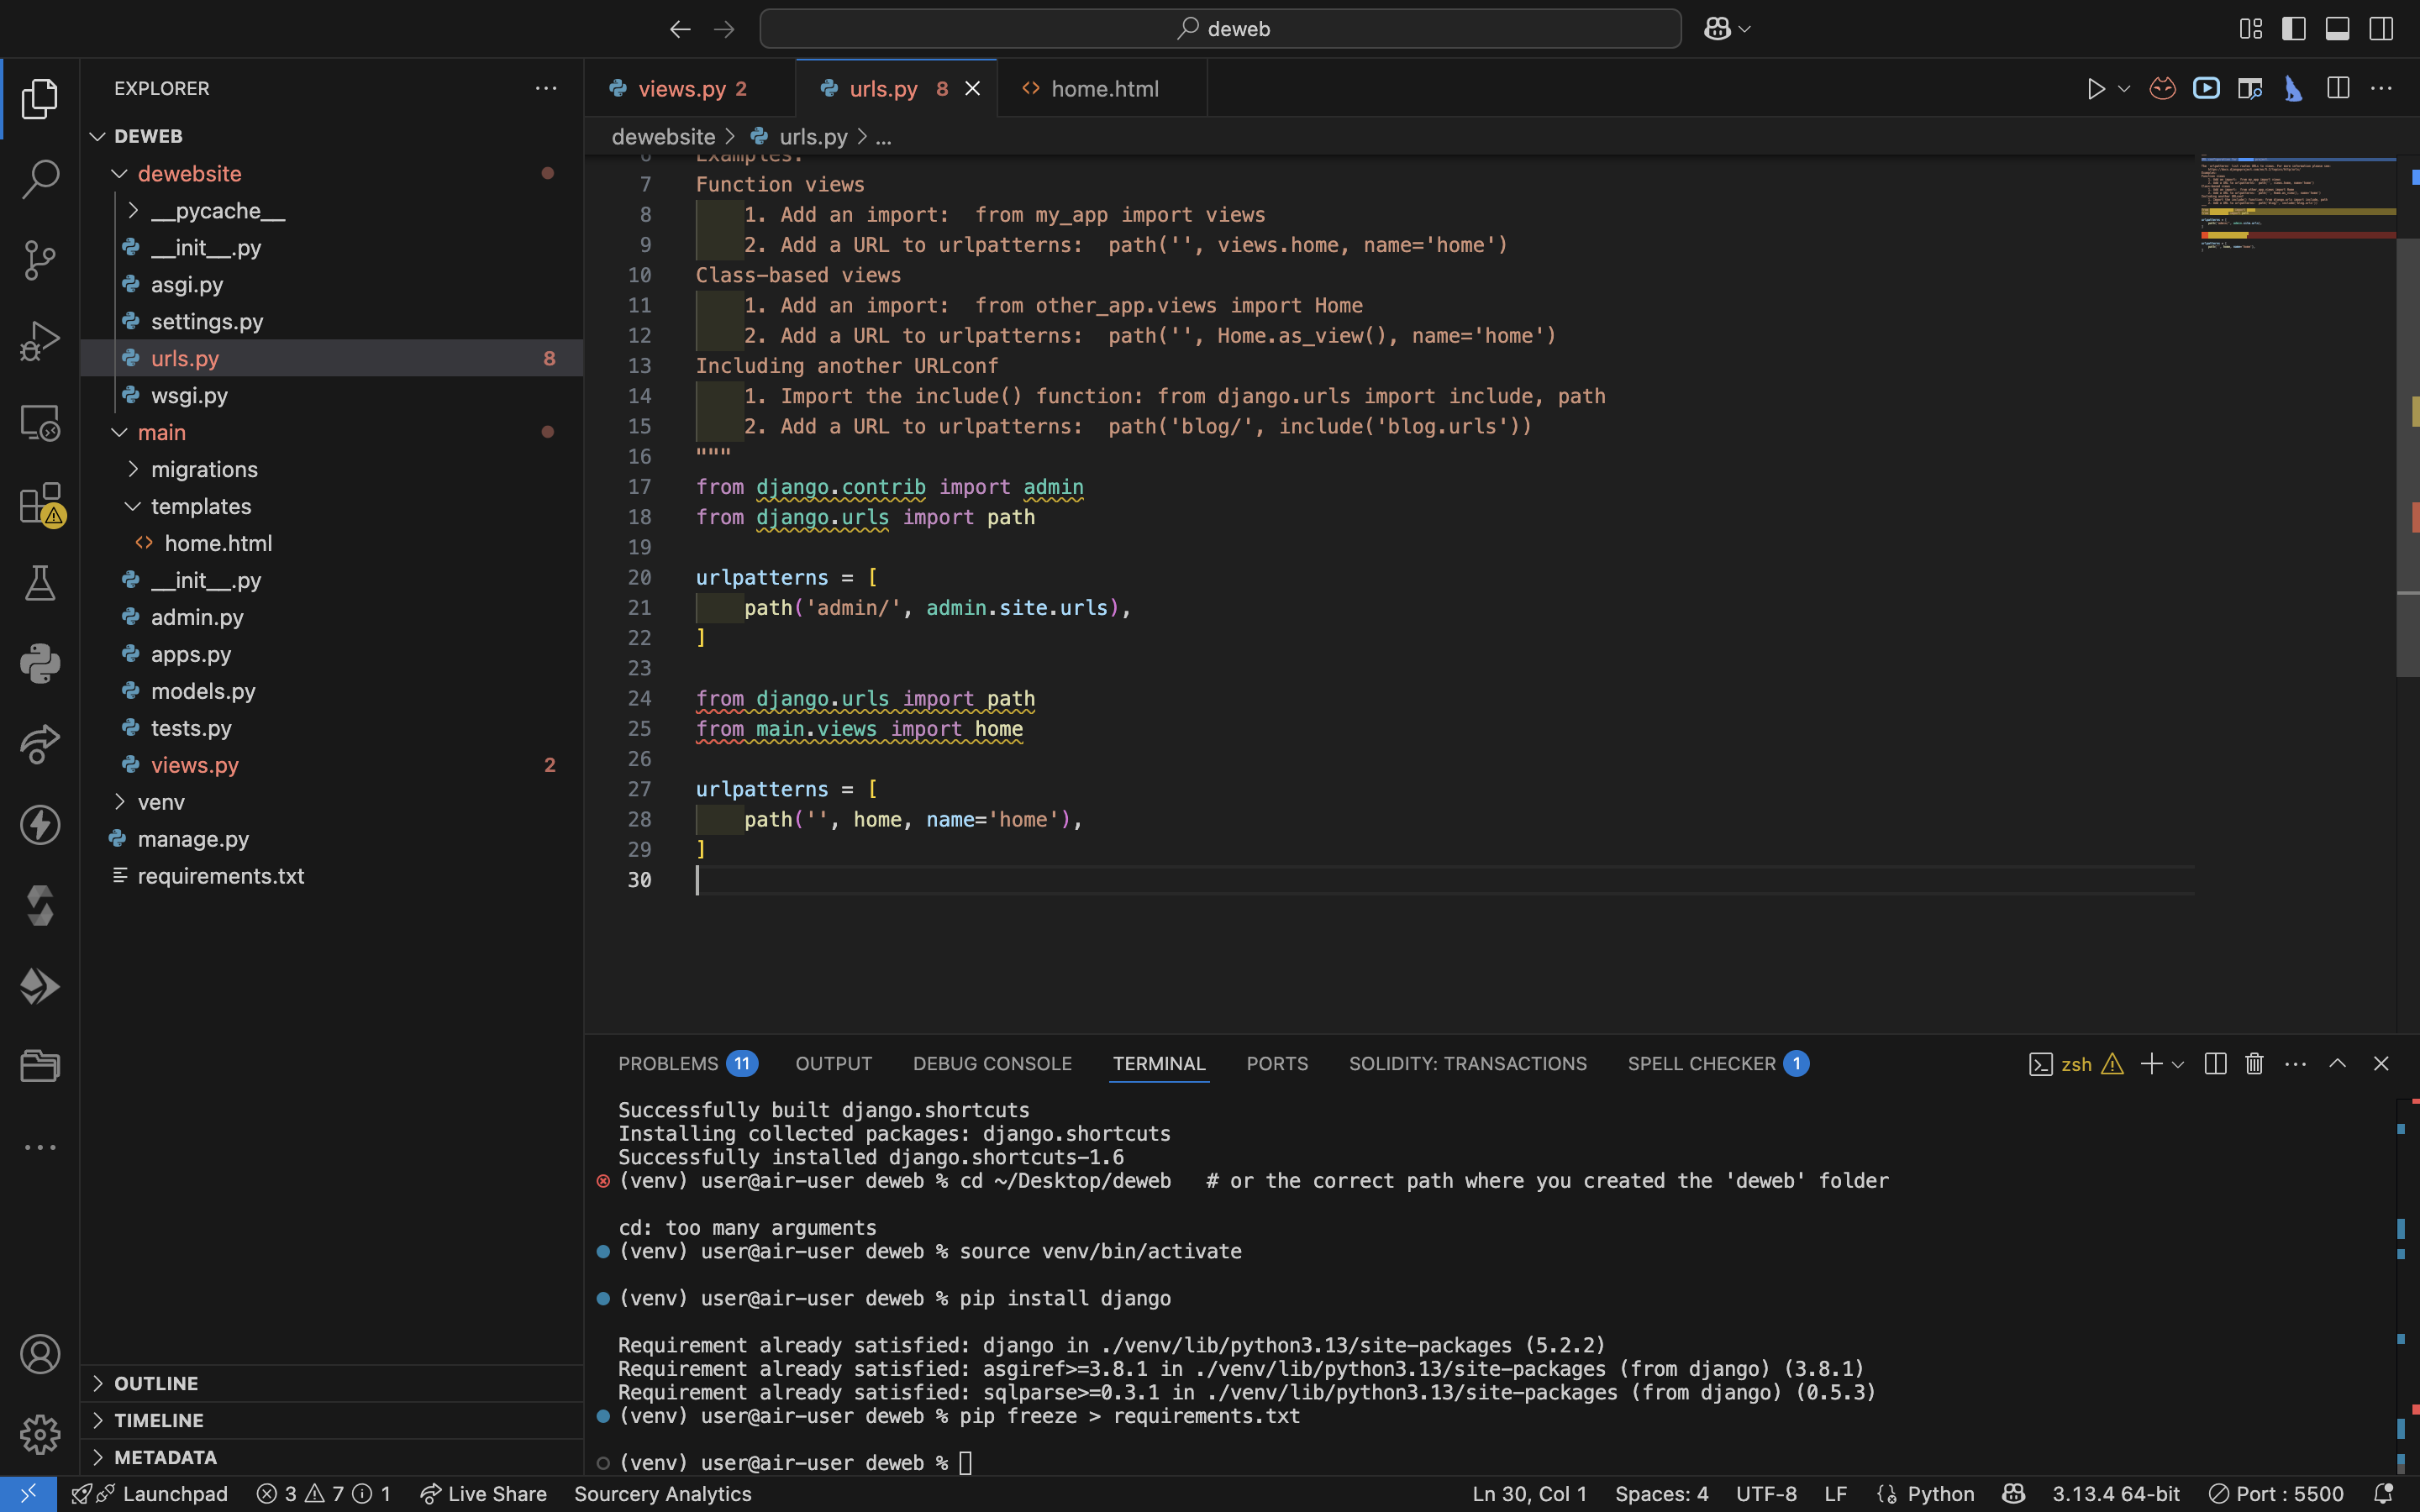 deweb
EXPLORER
DEWEB
dewebsite
__pycache__
__init__.py
asgi.py
settings.py
urls.py 8
wsgi.py
main
migrations
templates
home.html
__init__.py
admin.py
apps.py
models.py
tests.py
views.py 2
venv
manage.py
requirements.txt
OUTLINE
TIMELINE
METADATA
views.py 2
urls.py 8
home.html
dewebsite > urls.py > ...
6 Examples:
7 Function views
8 1. Add an import:  from my_app import views
9 2. Add a URL to urlpatterns:  path('', views.home, name='home')
10 Class-based views
11 1. Add an import:  from other_app.views import Home
12 2. Add a URL to urlpatterns:  path('', Home.as_view(), name='home')
13 Including another URLconf
14 1. Import the include() function: from django.urls import include, path
15 2. Add a URL to urlpatterns:  path('blog/', include('blog.urls'))
16 """
17 from django.contrib import admin
18 from django.urls import path
19
20 urlpatterns = [
21 path('admin/', admin.site.urls),
22 ]
23
24 from django.urls import path
25 from main.views import home
26
27 urlpatterns = [
28 path('', home, name='home'),
29 ]
30
PROBLEMS 11 OUTPUT DEBUG CONSOLE TERMINAL PORTS SOLIDITY: TRANSACTIONS SPELL CHECKER 1 zsh
Successfully built django.shortcuts
Installing collected packages: django.shortcuts
Successfully installed django.shortcuts-1.6
(venv) user@air-user deweb % cd ~/Desktop/deweb   # or the correct path where you created the 'deweb' folder
cd: too many arguments
(venv) user@air-user deweb % source venv/bin/activate
(venv) user@air-user deweb % pip install django
Requirement already satisfied: django in ./venv/lib/python3.13/site-packages (5.2.2)
Requirement already satisfied: asgiref>=3.8.1 in ./venv/lib/python3.13/site-packages (from django) (3.8.1)
Requirement already satisfied: sqlparse>=0.3.1 in ./venv/lib/python3.13/site-packages (from django) (0.5.3)
(venv) user@air-user deweb % pip freeze > requirements.txt
(venv) user@air-user deweb %
Launchpad 3 7 1 Live Share Sourcery Analytics Ln 30, Col 1 Spaces: 4 UTF-8 LF Python 3.13.4 64-bit Port : 5500